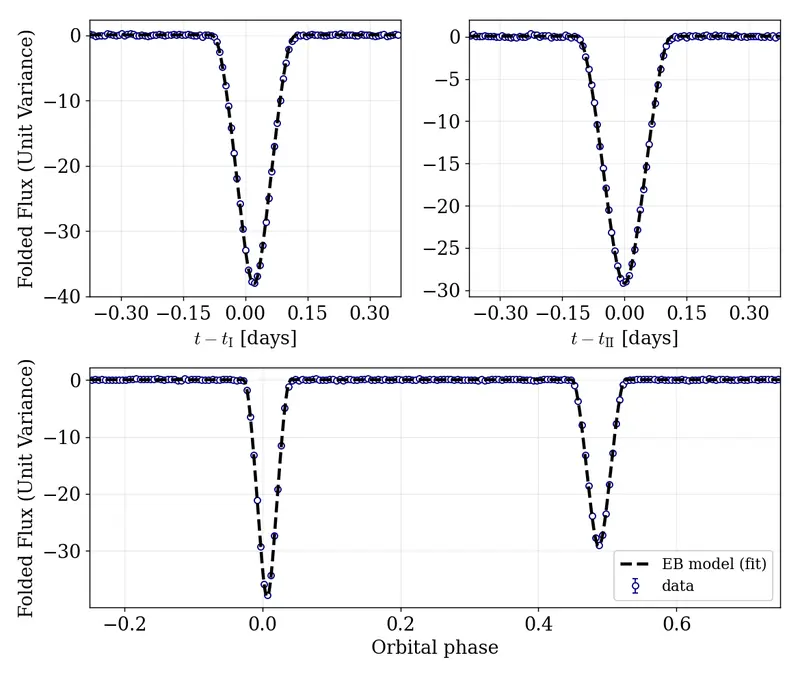 Folded Flux (Unit Variance)
0
−10
−20
−30
−40
−0.30 −0.15 0.00 0.15 0.30
t − t_I [days]
0
−5
−10
−15
−20
−25
−30
−0.30 −0.15 0.00 0.15 0.30
t − t_II [days]
Folded Flux (Unit Variance)
0
−10
−20
−30
−0.2 0.0 0.2 0.4 0.6
Orbital phase
EB model (fit)
data